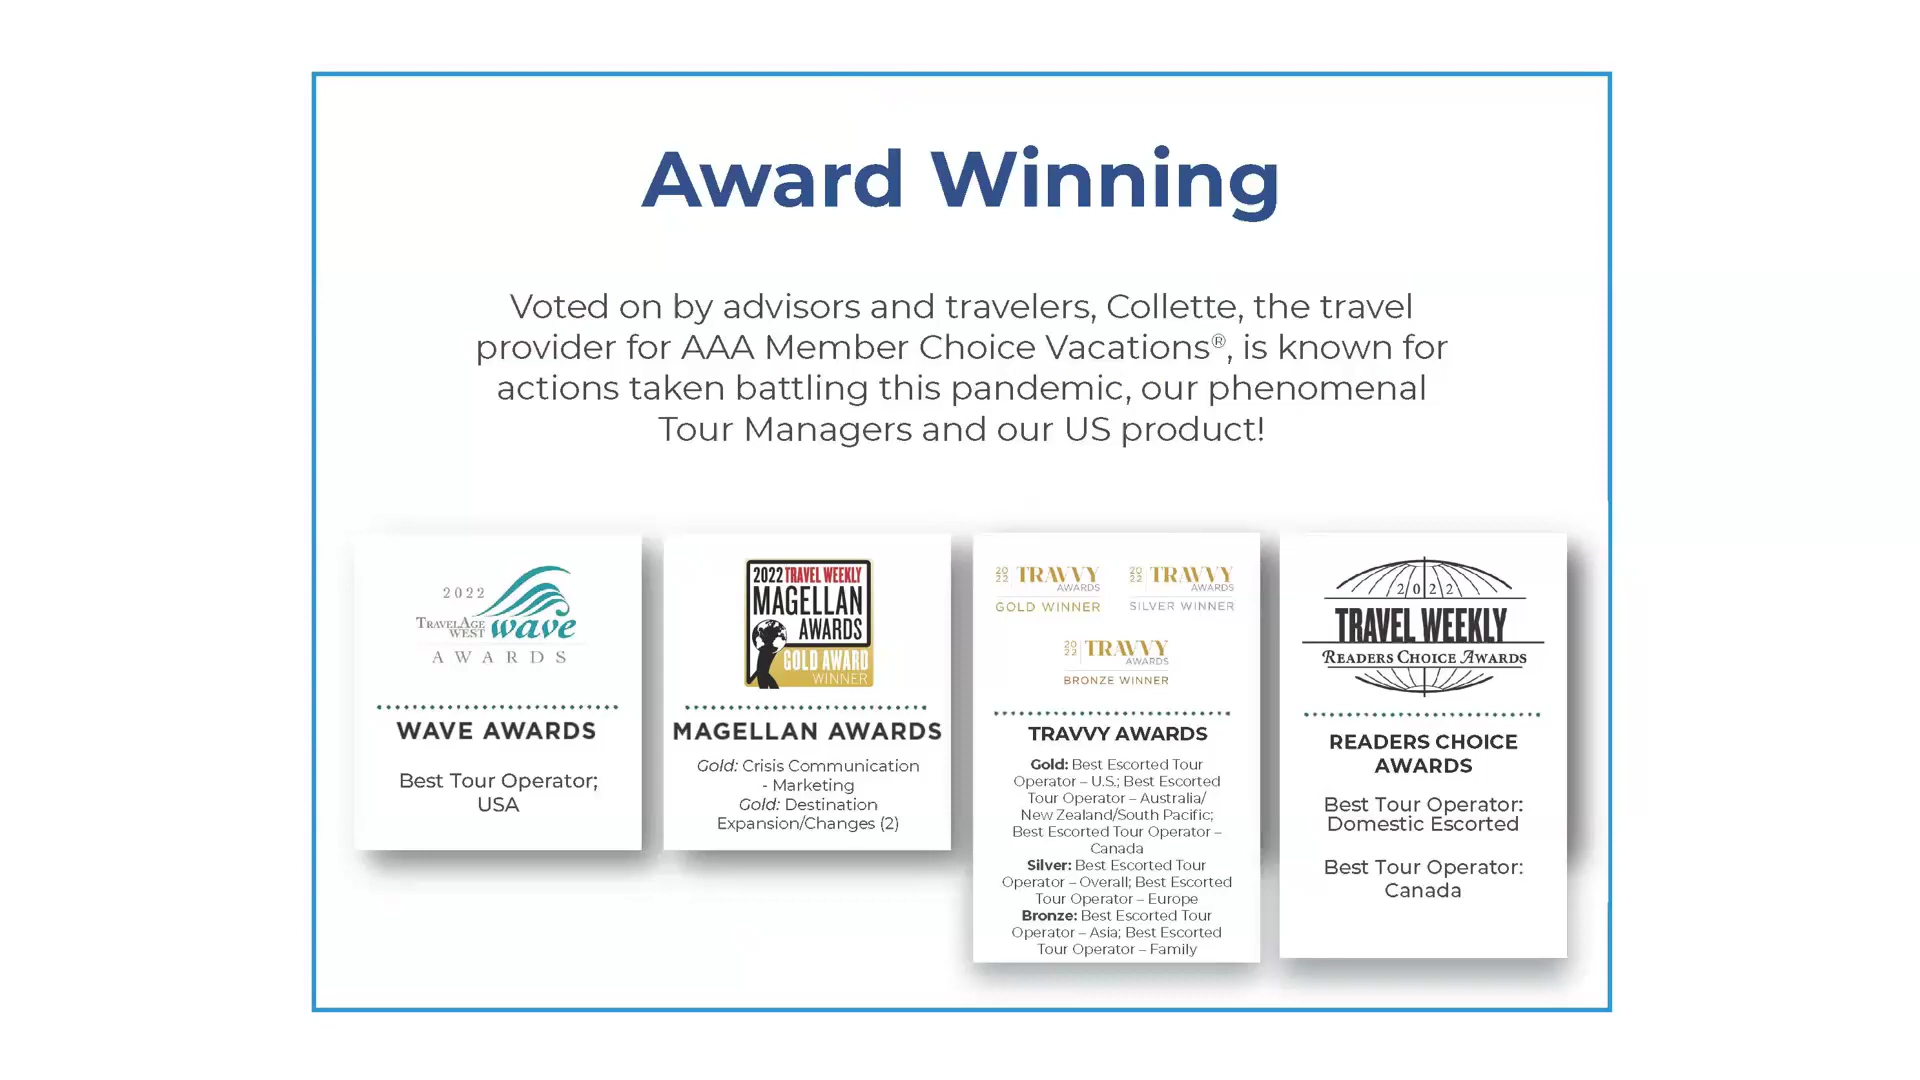 Award Winning
Voted on by advisors and travelers, Collette, the travel
provider for AAA Member Choice Vacations®, is known for
actions taken battling this pandemic, our phenomenal
Tour Managers and our US product!
2022
TravelAge
West
wave
AWARDS
WAVE AWARDS
Best Tour Operator;
USA
2022 TRAVEL WEEKLY
MAGELLAN
AWARDS
GOLD AWARD
WINNER
MAGELLAN AWARDS
Gold: Crisis Communication
- Marketing
Gold: Destination
Expansion/Changes (2)
2022 TRAVVY
AWARDS
GOLD WINNER
2022 TRAVVY
AWARDS
SILVER WINNER
2022 TRAVVY
AWARDS
BRONZE WINNER
TRAVVY AWARDS
Gold: Best Escorted Tour
Operator – U.S.; Best Escorted
Tour Operator – Australia/
New Zealand/South Pacific;
Best Escorted Tour Operator –
Canada
Silver: Best Escorted Tour
Operator – Overall; Best Escorted
Tour Operator – Europe
Bronze: Best Escorted Tour
Operator – Asia; Best Escorted
Tour Operator – Family
2022
TRAVEL WEEKLY
Readers Choice Awards
READERS CHOICE
AWARDS
Best Tour Operator:
Domestic Escorted
Best Tour Operator:
Canada